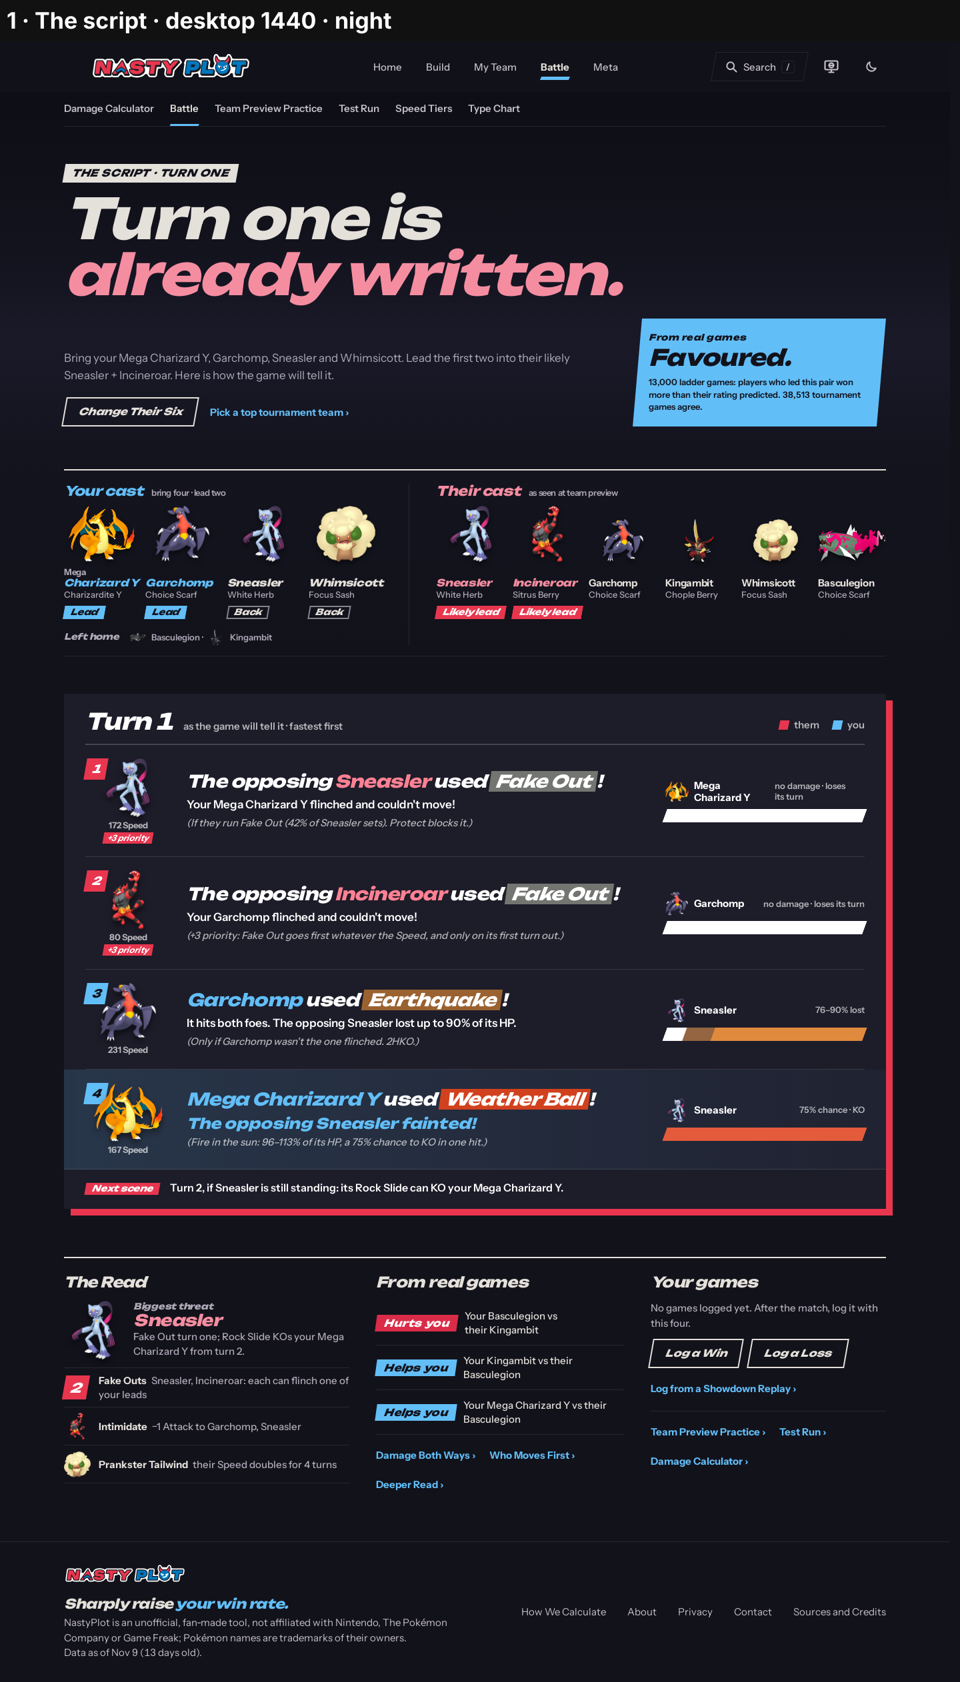 1 · The script · desktop 1440 · night
NASTY PLOT
Home
Build
My Team
Battle
Meta
Search /
Damage Calculator
Battle
Team Preview Practice
Test Run
Speed Tiers
Type Chart
THE SCRIPT · TURN ONE
Turn one is
already written.
Bring your Mega Charizard Y, Garchomp, Sneasler and Whimsicott. Lead the first two into their likely
Sneasler + Incineroar. Here is how the game will tell it.
Change Their Six
Pick a top tournament team ›
From real games
Favoured.
13,000 ladder games: players who led this pair won
more than their rating predicted. 38,513 tournament
games agree.
Your cast bring four · lead two
Mega
Charizard Y
Charizardite Y
Lead
Garchomp
Choice Scarf
Lead
Sneasler
White Herb
Back
Whimsicott
Focus Sash
Back
Left home Basculegion · Kingambit
Their cast as seen at team preview
Sneasler
White Herb
Likely lead
Incineroar
Sitrus Berry
Likely lead
Garchomp
Choice Scarf
Kingambit
Chople Berry
Whimsicott
Focus Sash
Basculegion
Choice Scarf
Turn 1 as the game will tell it · fastest first
them
you
1
172 Speed
+3 priority
The opposing Sneasler used Fake Out !
Your Mega Charizard Y flinched and couldn't move!
(If they run Fake Out (42% of Sneasler sets). Protect blocks it.)
Mega
Charizard Y
no damage · loses
its turn
2
80 Speed
+3 priority
The opposing Incineroar used Fake Out !
Your Garchomp flinched and couldn't move!
(+3 priority: Fake Out goes first whatever the Speed, and only on its first turn out.)
Garchomp
no damage · loses its turn
3
231 Speed
Garchomp used Earthquake !
It hits both foes. The opposing Sneasler lost up to 90% of its HP.
(Only if Garchomp wasn't the one flinched. 2HKO.)
Sneasler
76–90% lost
4
167 Speed
Mega Charizard Y used Weather Ball !
The opposing Sneasler fainted!
(Fire in the sun: 96–113% of its HP, a 75% chance to KO in one hit.)
Sneasler
75% chance · KO
Next scene
Turn 2, if Sneasler is still standing: its Rock Slide can KO your Mega Charizard Y.
The Read
Biggest threat
Sneasler
Fake Out turn one; Rock Slide KOs your Mega
Charizard Y from turn 2.
2
Fake Outs Sneasler, Incineroar: each can flinch one of
your leads
Intimidate −1 Attack to Garchomp, Sneasler
Prankster Tailwind their Speed doubles for 4 turns
From real games
Hurts you
Your Basculegion vs
their Kingambit
Helps you
Your Kingambit vs their
Basculegion
Helps you
Your Mega Charizard Y vs their
Basculegion
Damage Both Ways ›
Who Moves First ›
Deeper Read ›
Your games
No games logged yet. After the match, log it with
this four.
Log a Win
Log a Loss
Log from a Showdown Replay ›
Team Preview Practice ›
Test Run ›
Damage Calculator ›
NASTY PLOT
Sharply raise your win rate.
NastyPlot is an unofficial, fan-made tool, not affiliated with Nintendo, The Pokémon
Company or Game Freak; Pokémon names are trademarks of their owners.
Data as of Nov 9 (13 days old).
How We Calculate
About
Privacy
Contact
Sources and Credits